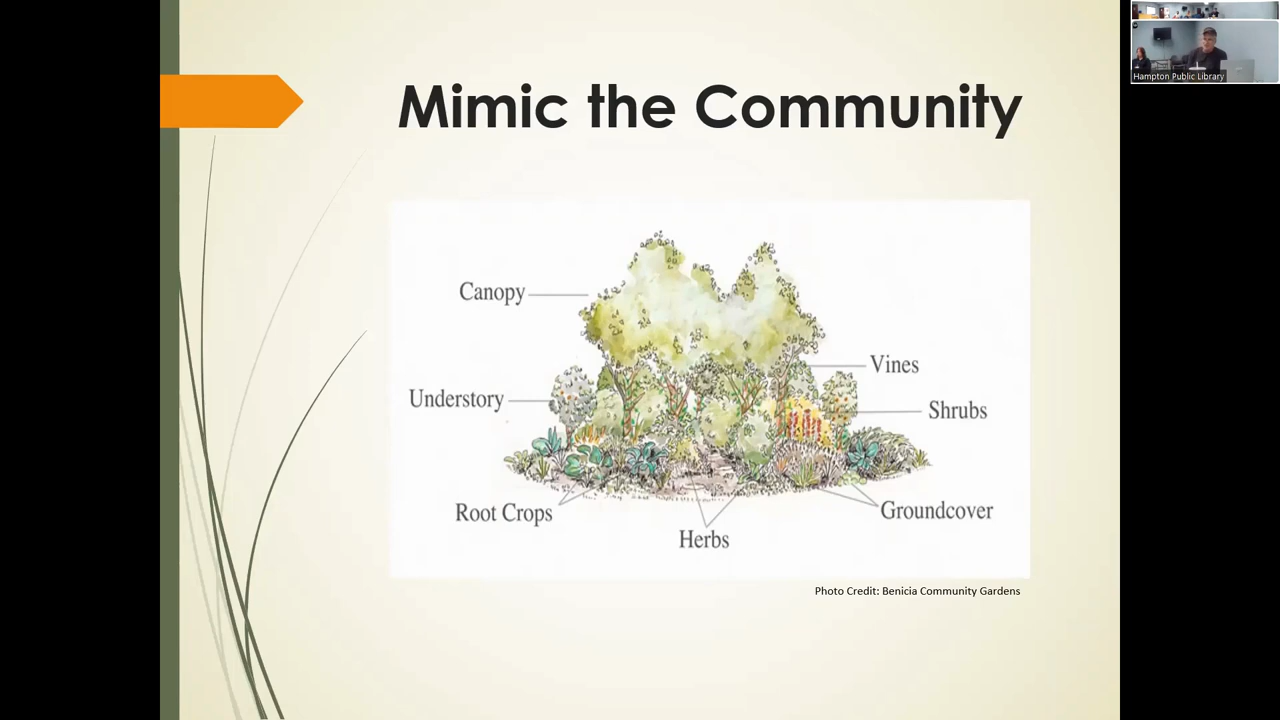 Mimic the Community
Canopy
Vines
Understory
Shrubs
Root Crops
Groundcover
Herbs
Photo Credit: Benicia Community Gardens
Hampton Public Library